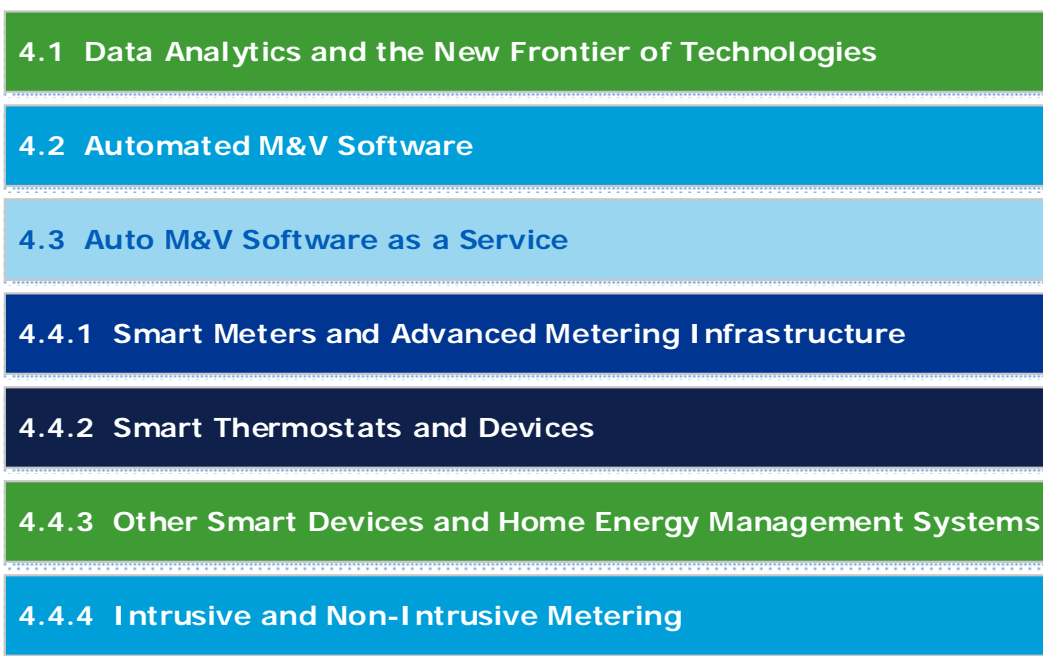 4.1 Data Analytics and the New Frontier of Technologies
4.2 Automated M&V Software
4.3 Auto M&V Software as a Service
4.4.1 Smart Meters and Advanced Metering Infrastructure
4.4.2 Smart Thermostats and Devices
4.4.3 Other Smart Devices and Home Energy Management Systems
4.4.4 Intrusive and Non-Intrusive Metering